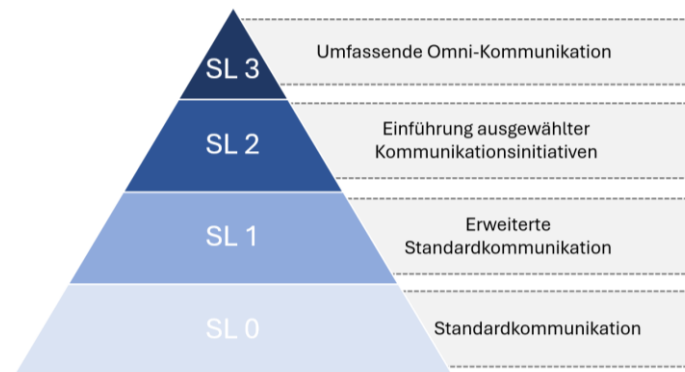 SL 3
Umfassende Omni-Kommunikation
SL 2
Einführung ausgewählter
Kommunikationsinitiativen
SL 1
Erweiterte
Standardkommunikation
SL 0
Standardkommunikation